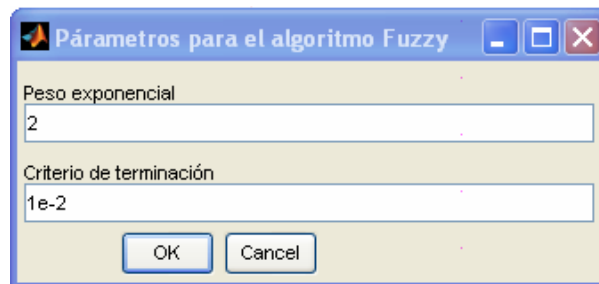 Párametros para el algoritmo Fuzzy
Peso exponencial
2
Criterio de terminación
1e-2
OK Cancel